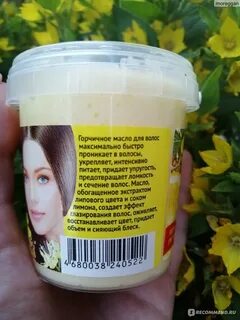 moragan
Горчичное масло для волос
максимально быстро
проникает в волосы,
укрепляет, интенсивно
питает, придает упругость,
предотвращает ломкость
и сечение волос. Масло,
обогащенное экстрактом
липового цвета и соком
лимона, создает эффект
глазирования волос, оживляет,
восстанавливает цвет, придает
объем и сияющий блеск.
4 680038 240522
RECOMMEND.RU